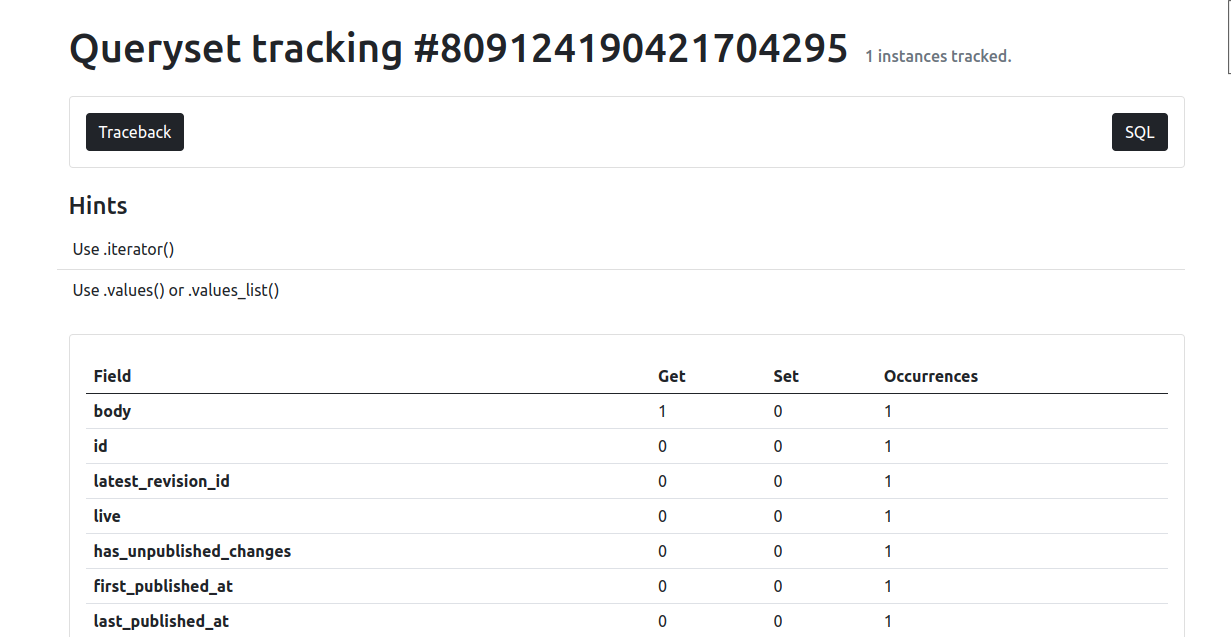 Queryset tracking #809124190421704295 1 instances tracked.
Traceback SQL
Hints
Use .iterator()
Use .values() or .values_list()
Field Get Set Occurrences
body 1 0 1
id 0 0 1
latest_revision_id 0 0 1
live 0 0 1
has_unpublished_changes 0 0 1
first_published_at 0 0 1
last_published_at 0 0 1